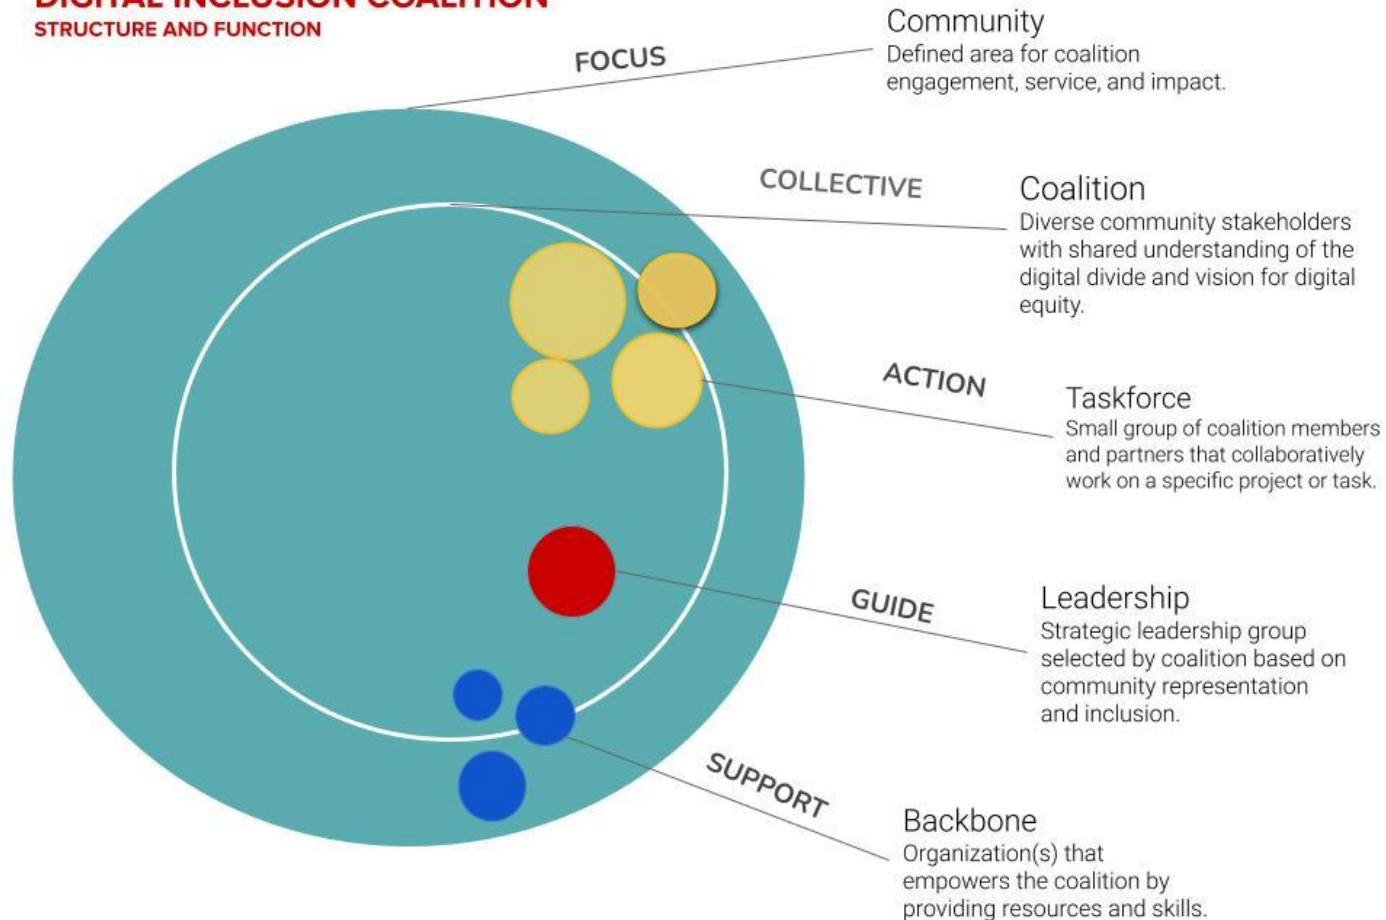 DIGITAL INCLUSION COALITION
STRUCTURE AND FUNCTION
FOCUS
Community
Defined area for coalition
engagement, service, and impact.
COLLECTIVE
Coalition
Diverse community stakeholders
with shared understanding of the
digital divide and vision for digital
equity.
ACTION
Taskforce
Small group of coalition members
and partners that collaboratively
work on a specific project or task.
GUIDE
Leadership
Strategic leadership group
selected by coalition based on
community representation
and inclusion.
SUPPORT
Backbone
Organization(s) that
empowers the coalition by
providing resources and skills.